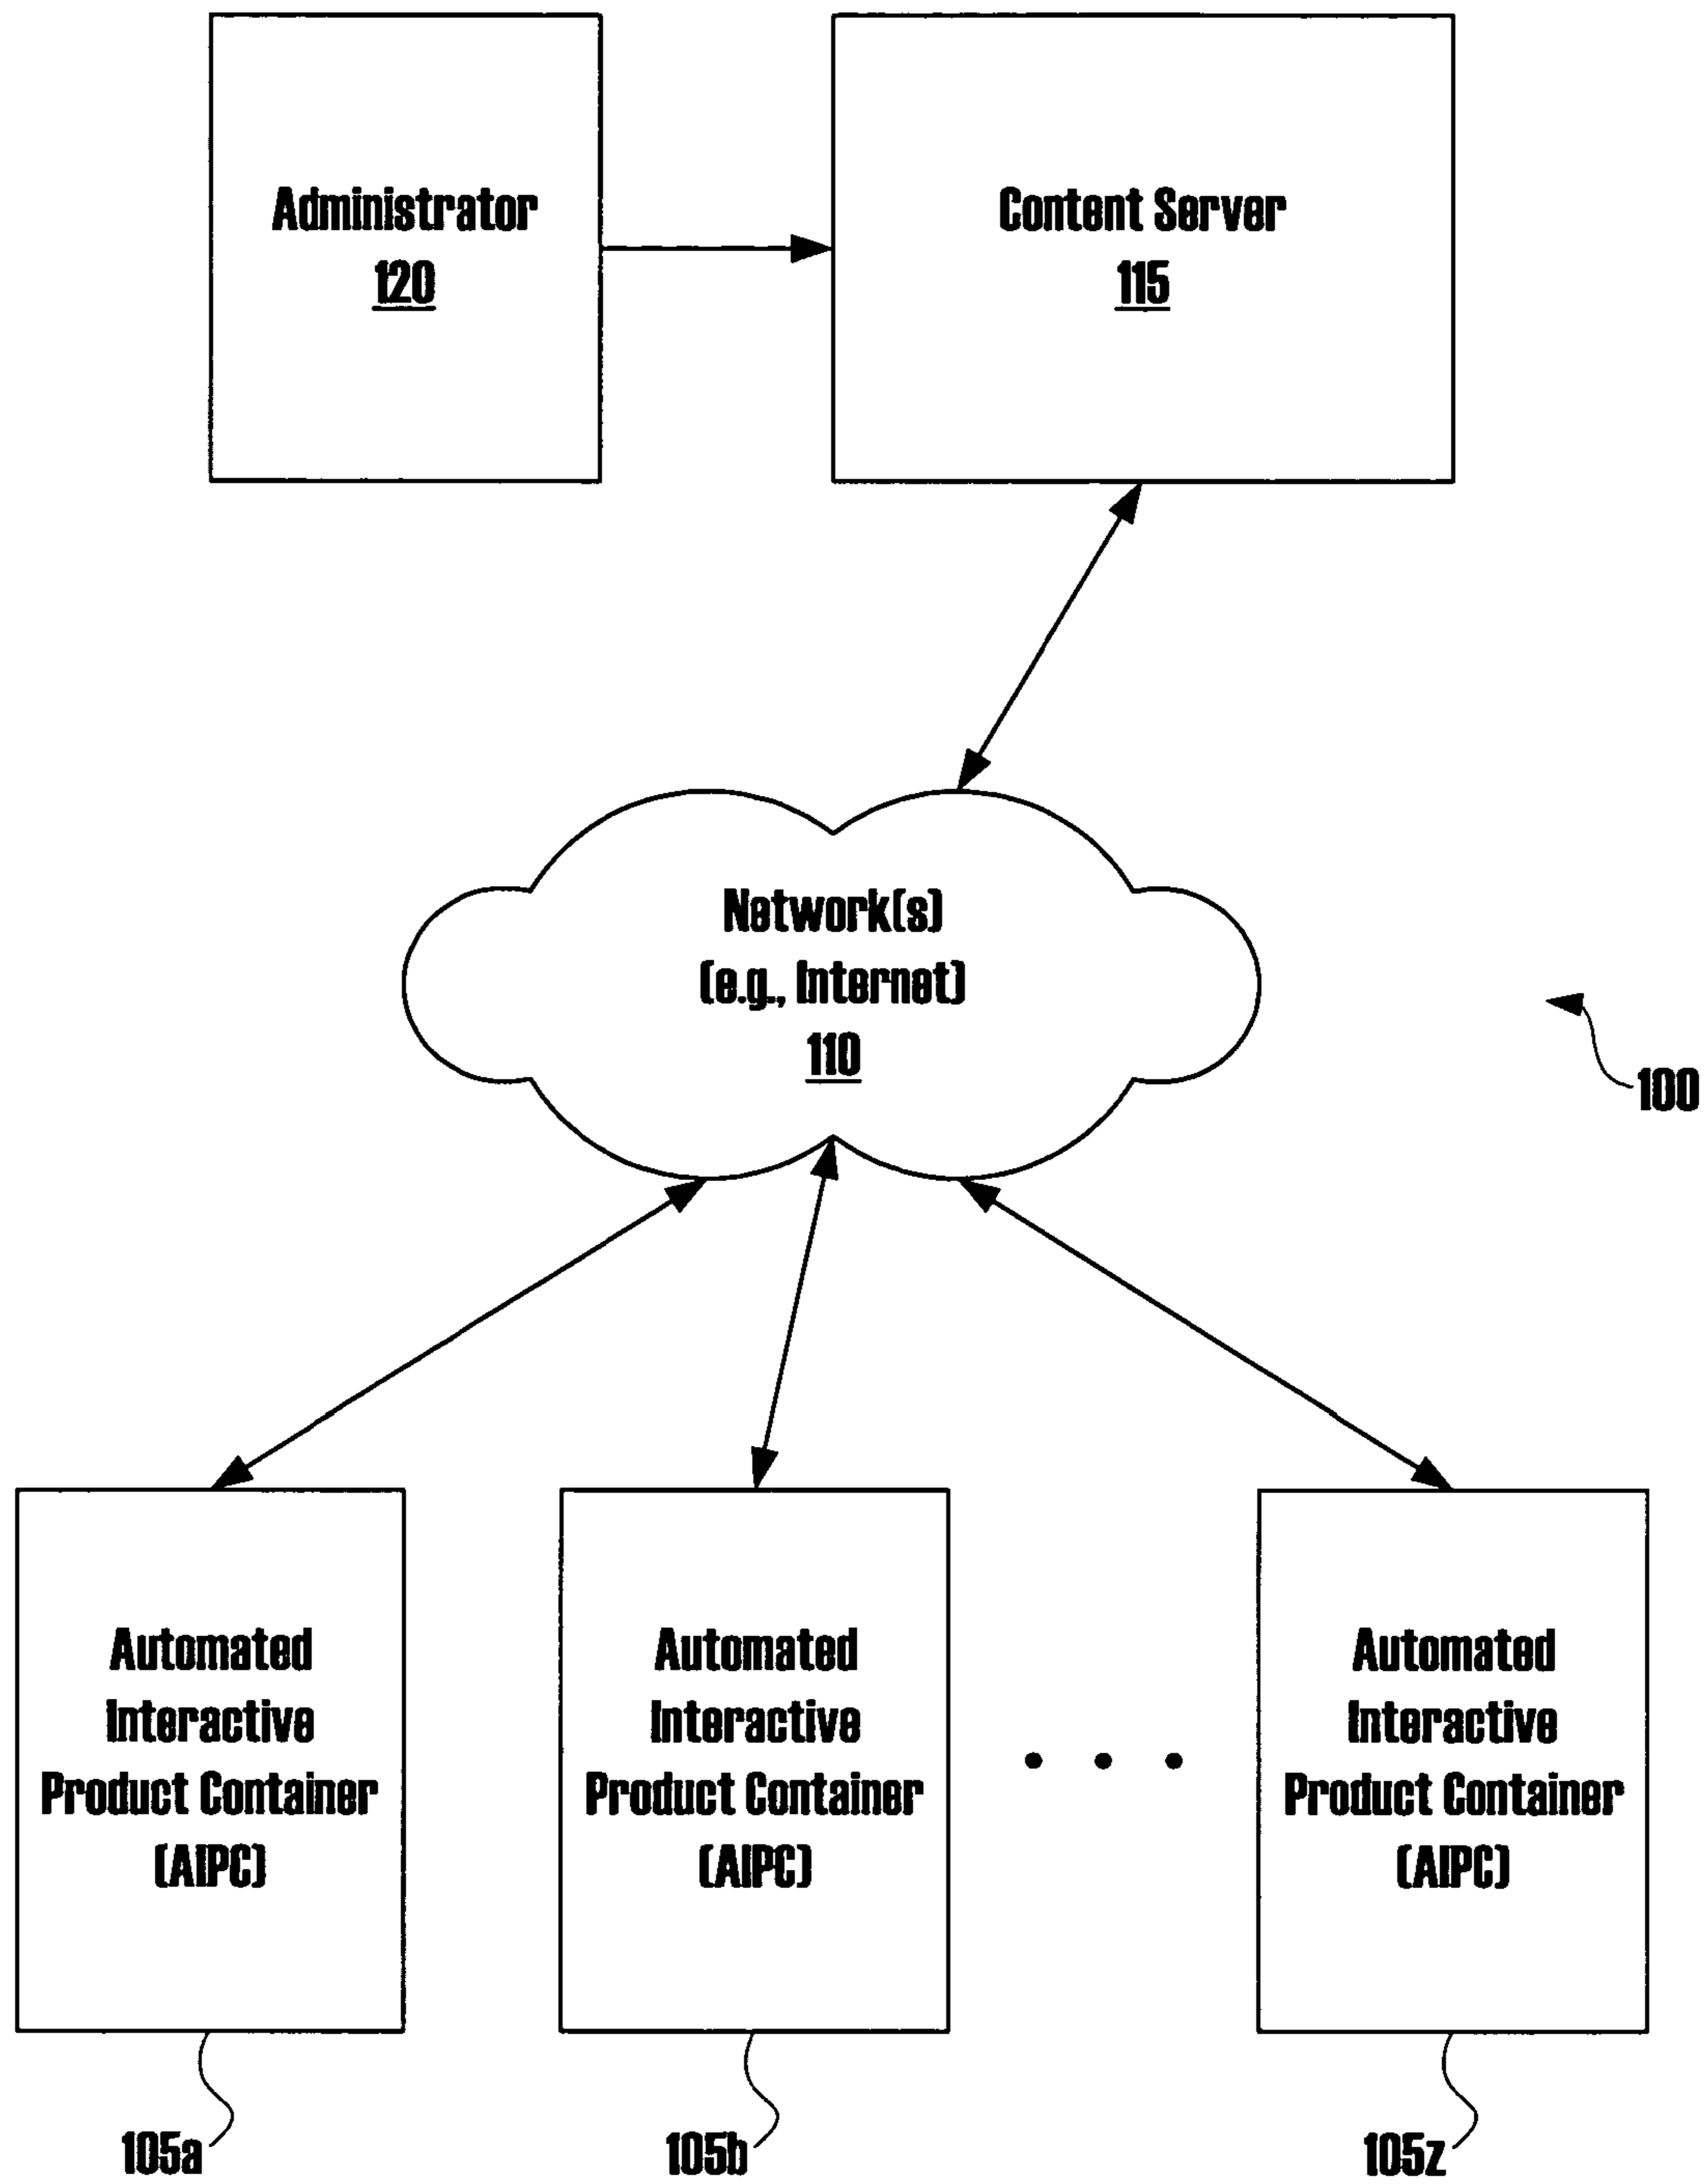 Administrator
120
Content Server
115
Network(s)
(e.g., Internet)
110
100
Automated
Interactive
Product Container
(AIPC)
Automated
Interactive
Product Container
(AIPC)
Automated
Interactive
Product Container
(AIPC)
105a
105b
105z